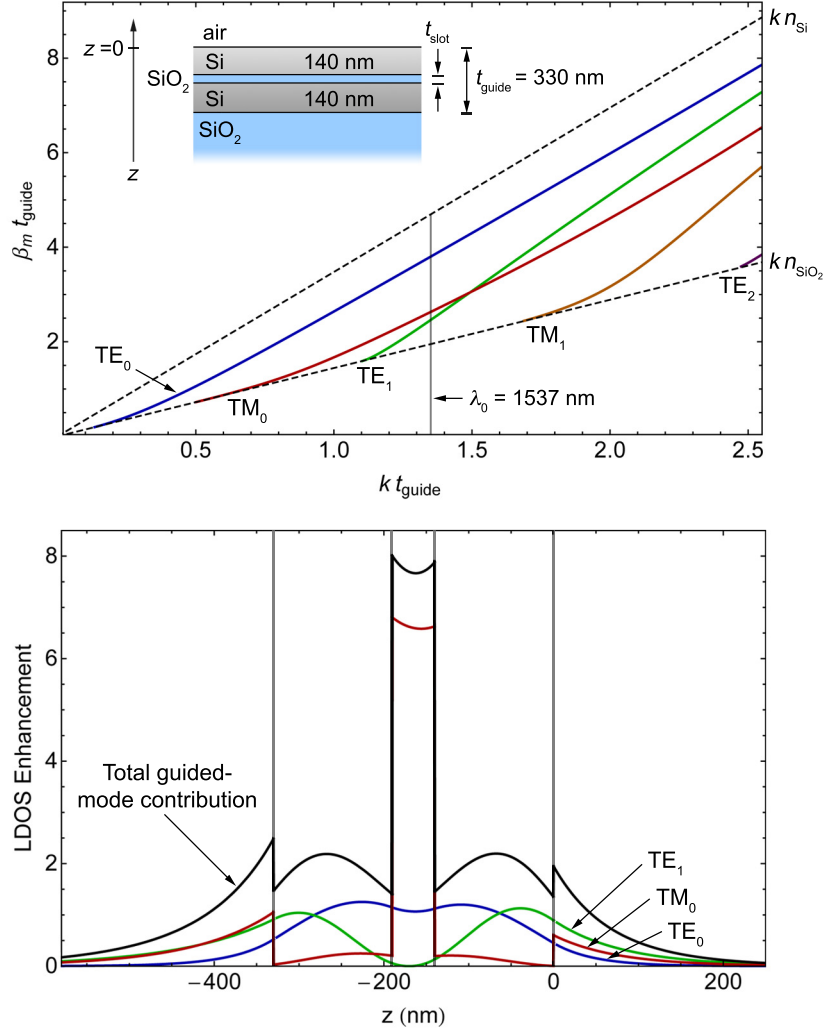 8
6
4
2
β_m t_guide
z = 0
z
air
Si 140 nm
SiO₂
Si 140 nm
SiO₂
t_slot
t_guide = 330 nm
k n_Si
k n_SiO₂
TE₀
TM₀
TE₁
TM₁
TE₂
λ₀ = 1537 nm
0.5 1.0 1.5 2.0 2.5
k t_guide
8
6
4
2
0
LDOS Enhancement
Total guided-
mode contribution
TE₁
TM₀
TE₀
−400 −200 0 200
z (nm)